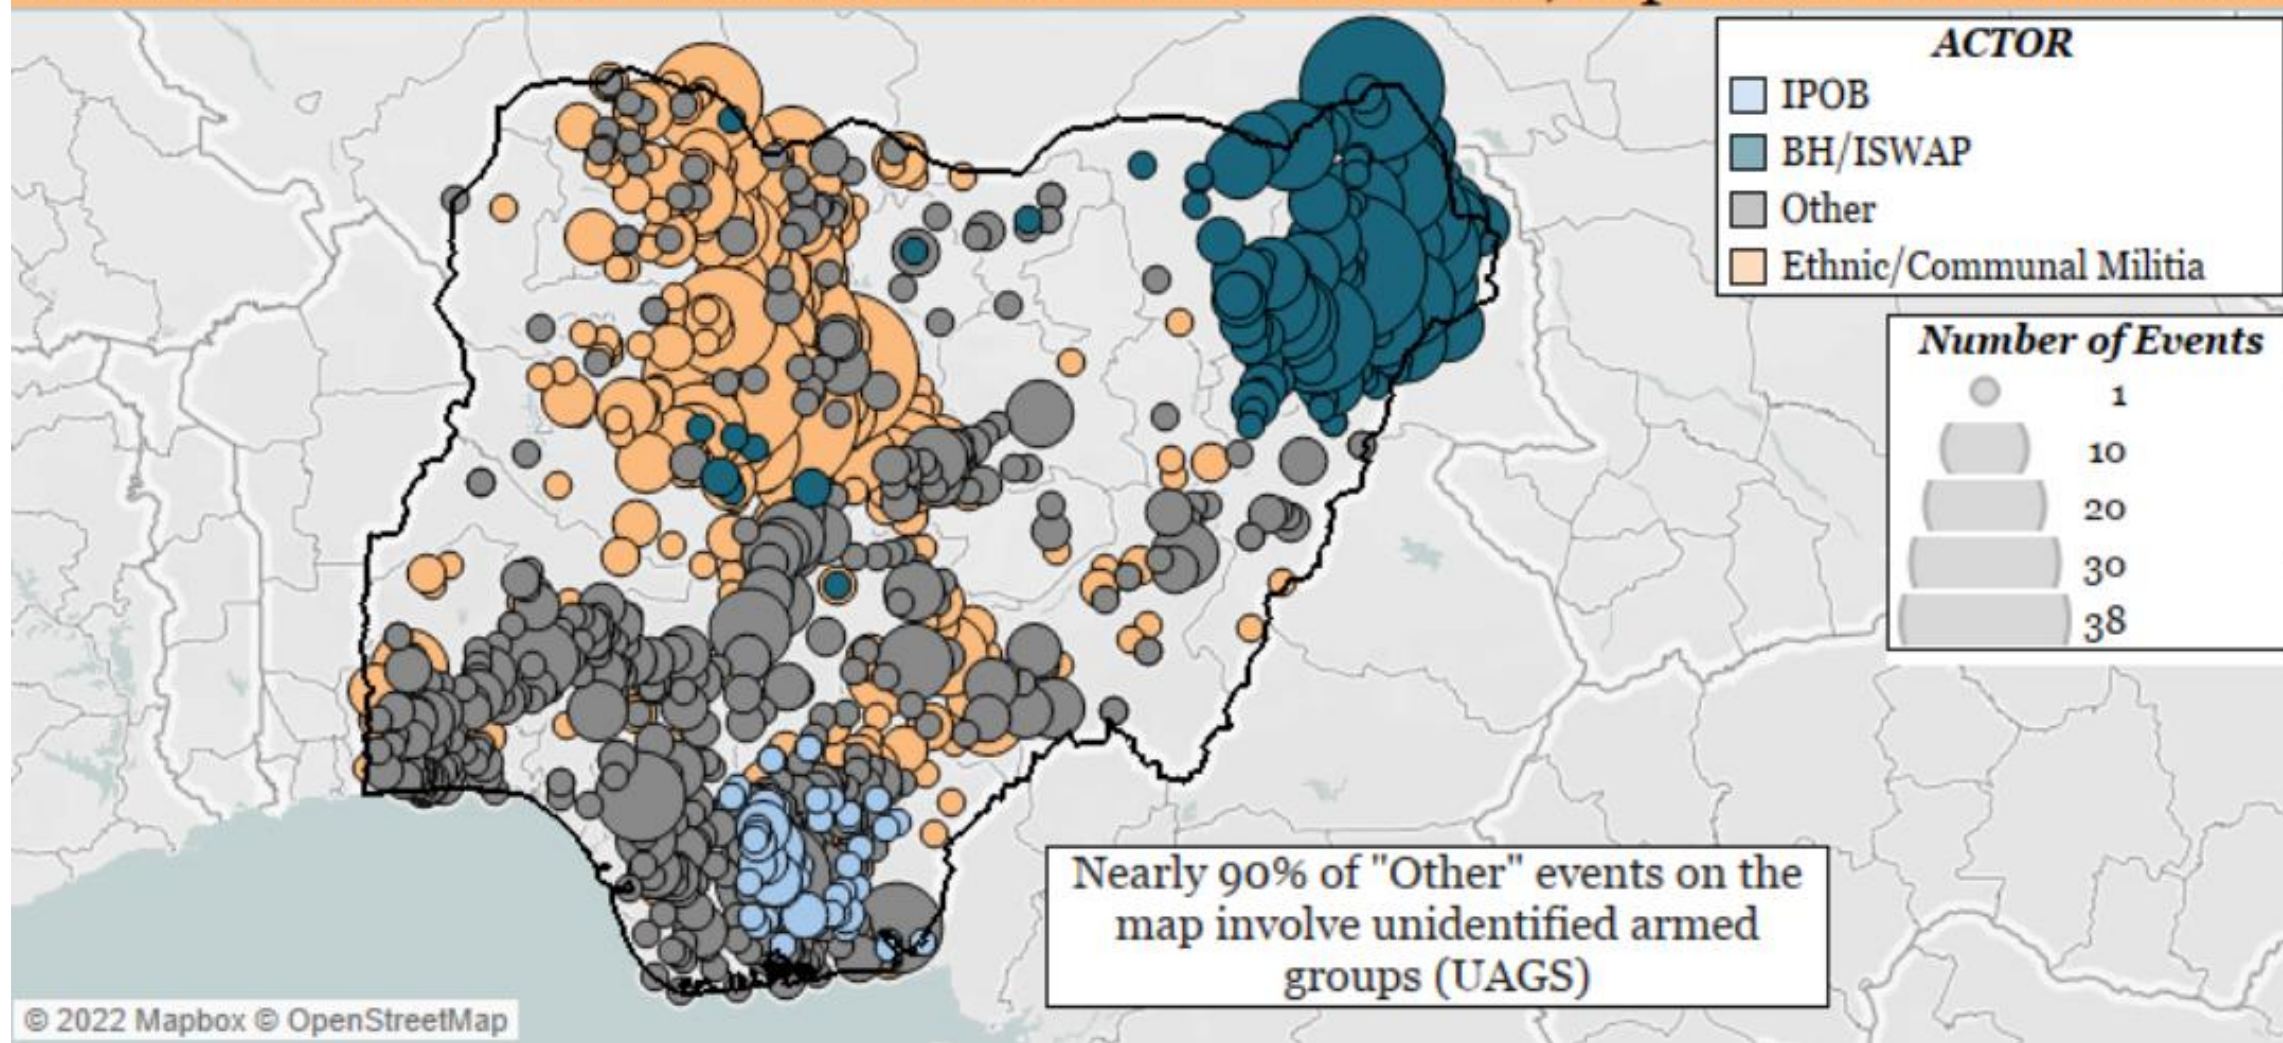 ACTOR
IPOB
BH/ISWAP
Other
Ethnic/Communal Militia
Number of Events
1
10
20
30
38
Nearly 90% of "Other" events on the
map involve unidentified armed
groups (UAGS)
© 2022 Mapbox © OpenStreetMap